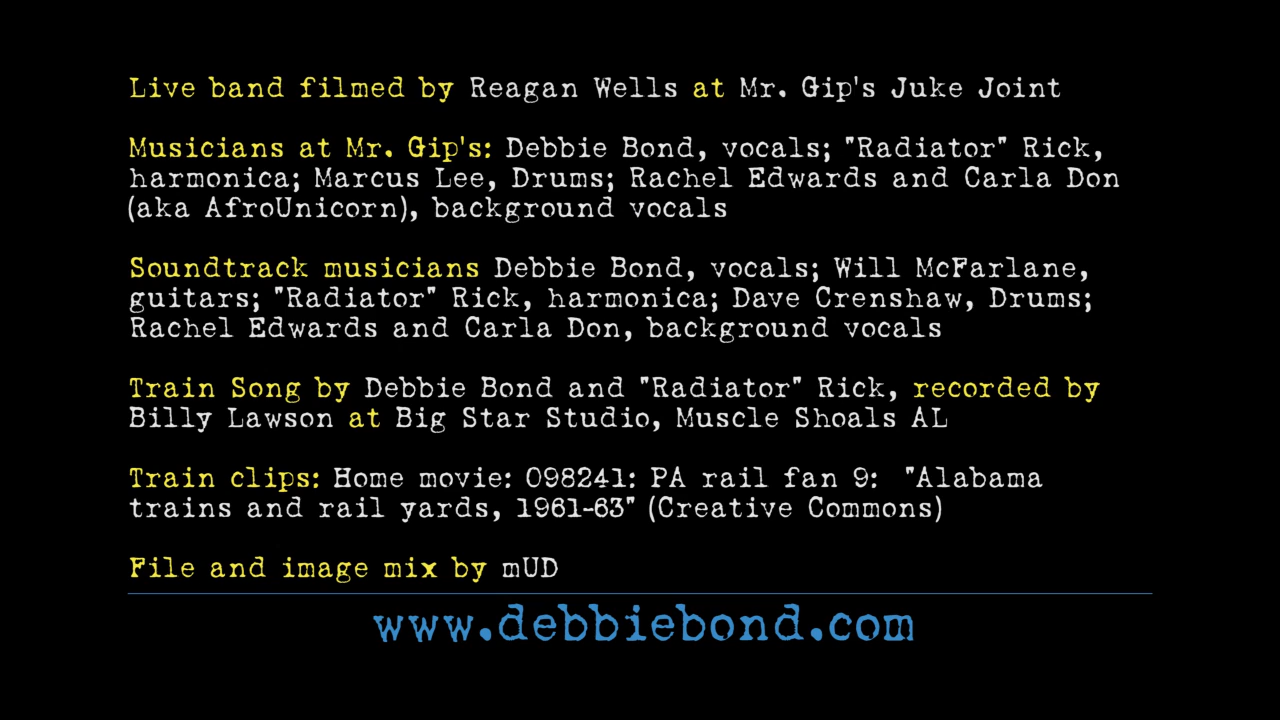 Live band filmed by Reagan Wells at Mr. Gip's Juke Joint
Musicians at Mr. Gip's: Debbie Bond, vocals; "Radiator" Rick,
harmonica; Marcus Lee, Drums; Rachel Edwards and Carla Don
(aka AfroUnicorn), background vocals
Soundtrack musicians Debbie Bond, vocals; Will McFarlane,
guitars; "Radiator" Rick, harmonica; Dave Crenshaw, Drums;
Rachel Edwards and Carla Don, background vocals
Train Song by Debbie Bond and "Radiator" Rick, recorded by
Billy Lawson at Big Star Studio, Muscle Shoals AL
Train clips: Home movie: 098241: PA rail fan 9:  "Alabama
trains and rail yards, 1961-63" (Creative Commons)
File and image mix by mUD
www.debbiebond.com